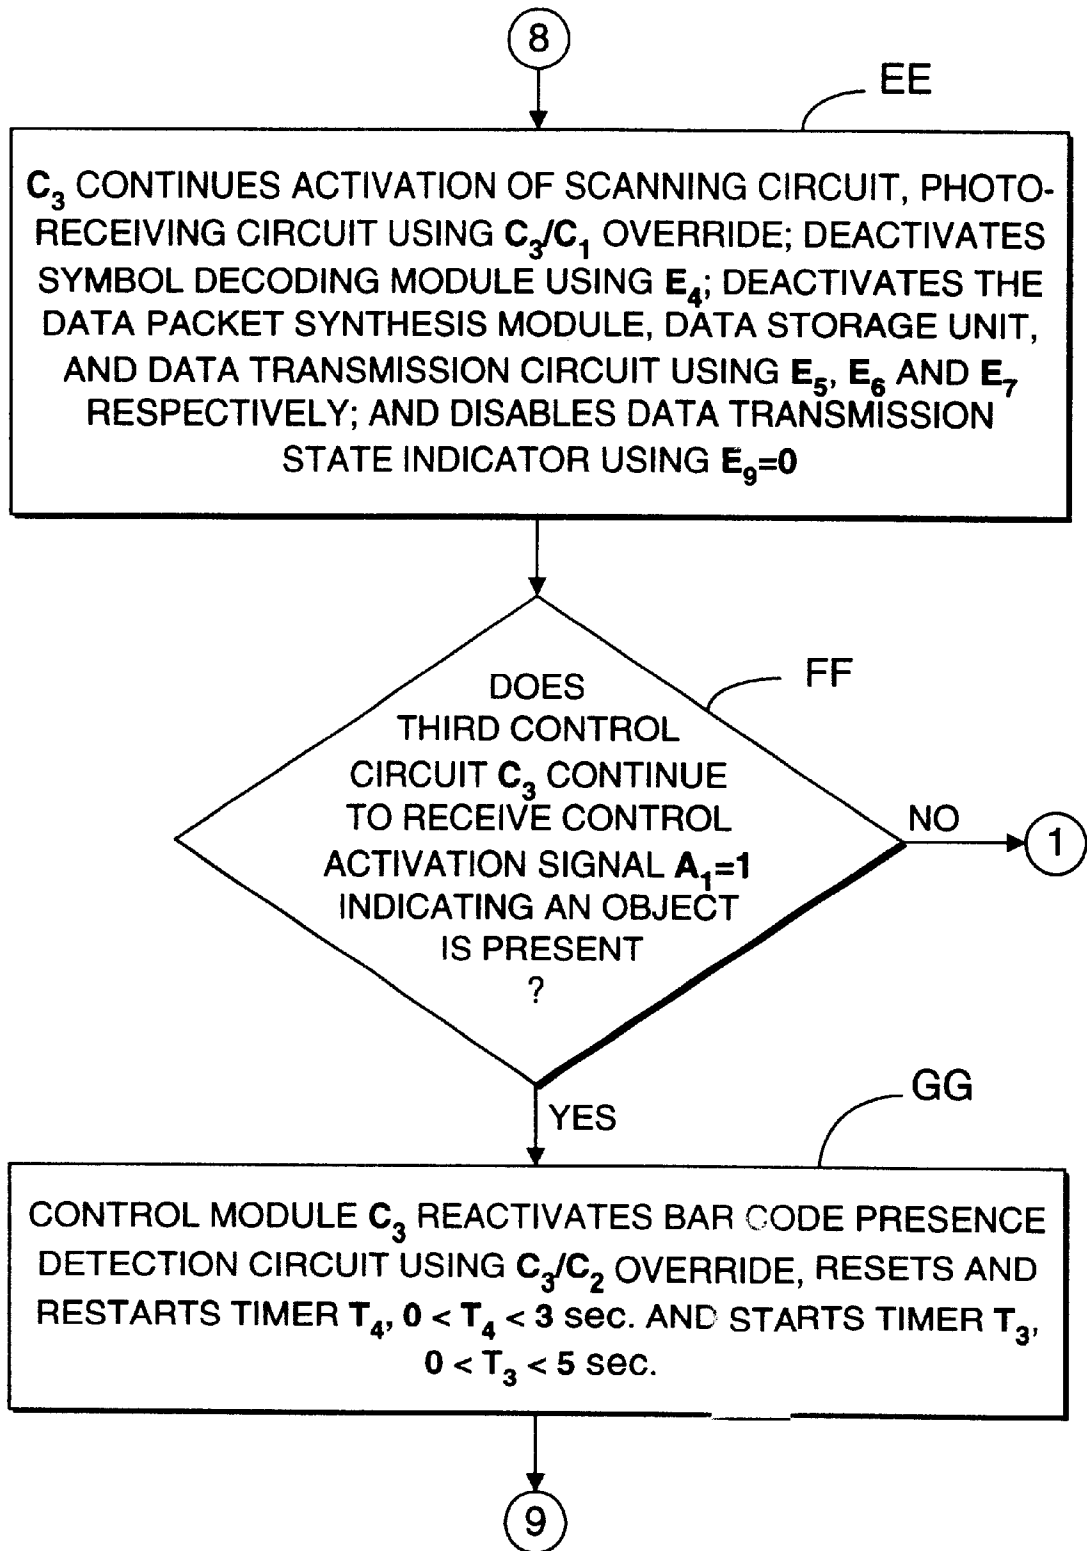 8
EE
C₃ CONTINUES ACTIVATION OF SCANNING CIRCUIT, PHOTO-
RECEIVING CIRCUIT USING C₃/C₁ OVERRIDE; DEACTIVATES
SYMBOL DECODING MODULE USING E₄; DEACTIVATES THE
DATA PACKET SYNTHESIS MODULE, DATA STORAGE UNIT,
AND DATA TRANSMISSION CIRCUIT USING E₅, E₆ AND E₇
RESPECTIVELY; AND DISABLES DATA TRANSMISSION
STATE INDICATOR USING E₉=0
FF
DOES
THIRD CONTROL
CIRCUIT C₃ CONTINUE
TO RECEIVE CONTROL
ACTIVATION SIGNAL A₁=1
INDICATING AN OBJECT
IS PRESENT
?
NO
1
YES
GG
CONTROL MODULE C₃ REACTIVATES BAR CODE PRESENCE
DETECTION CIRCUIT USING C₃/C₂ OVERRIDE, RESETS AND
RESTARTS TIMER T₄, 0 < T₄ < 3 sec. AND STARTS TIMER T₃,
0 < T₃ < 5 sec.
9